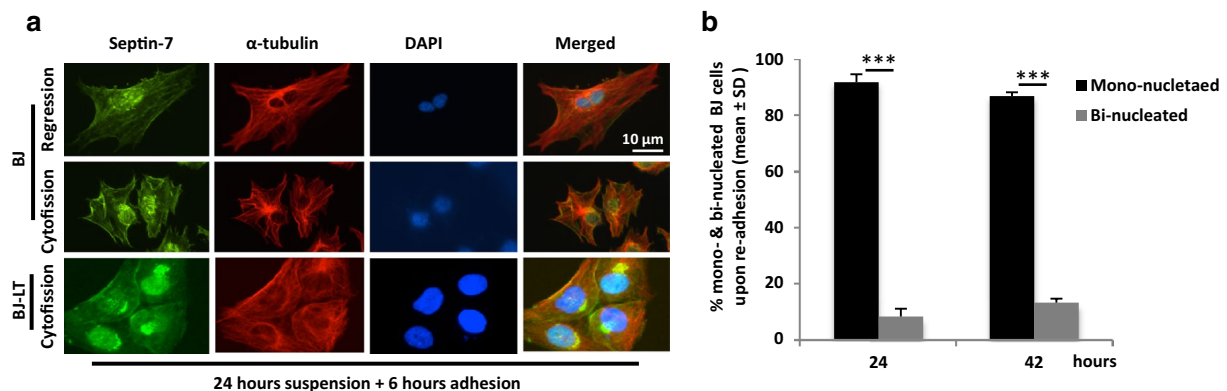 a
Septin-7 α-tubulin DAPI Merged
BJ
Regression
10 μm
Cytofission
BJ-LT
Cytofission
24 hours suspension + 6 hours adhesion
b
% mono- & bi-nucleated BJ cells
upon re-adhesion (mean ± SD)
100
80
60
40
20
0
***
***
Mono-nucletaed
Bi-nucleated
24 42 hours